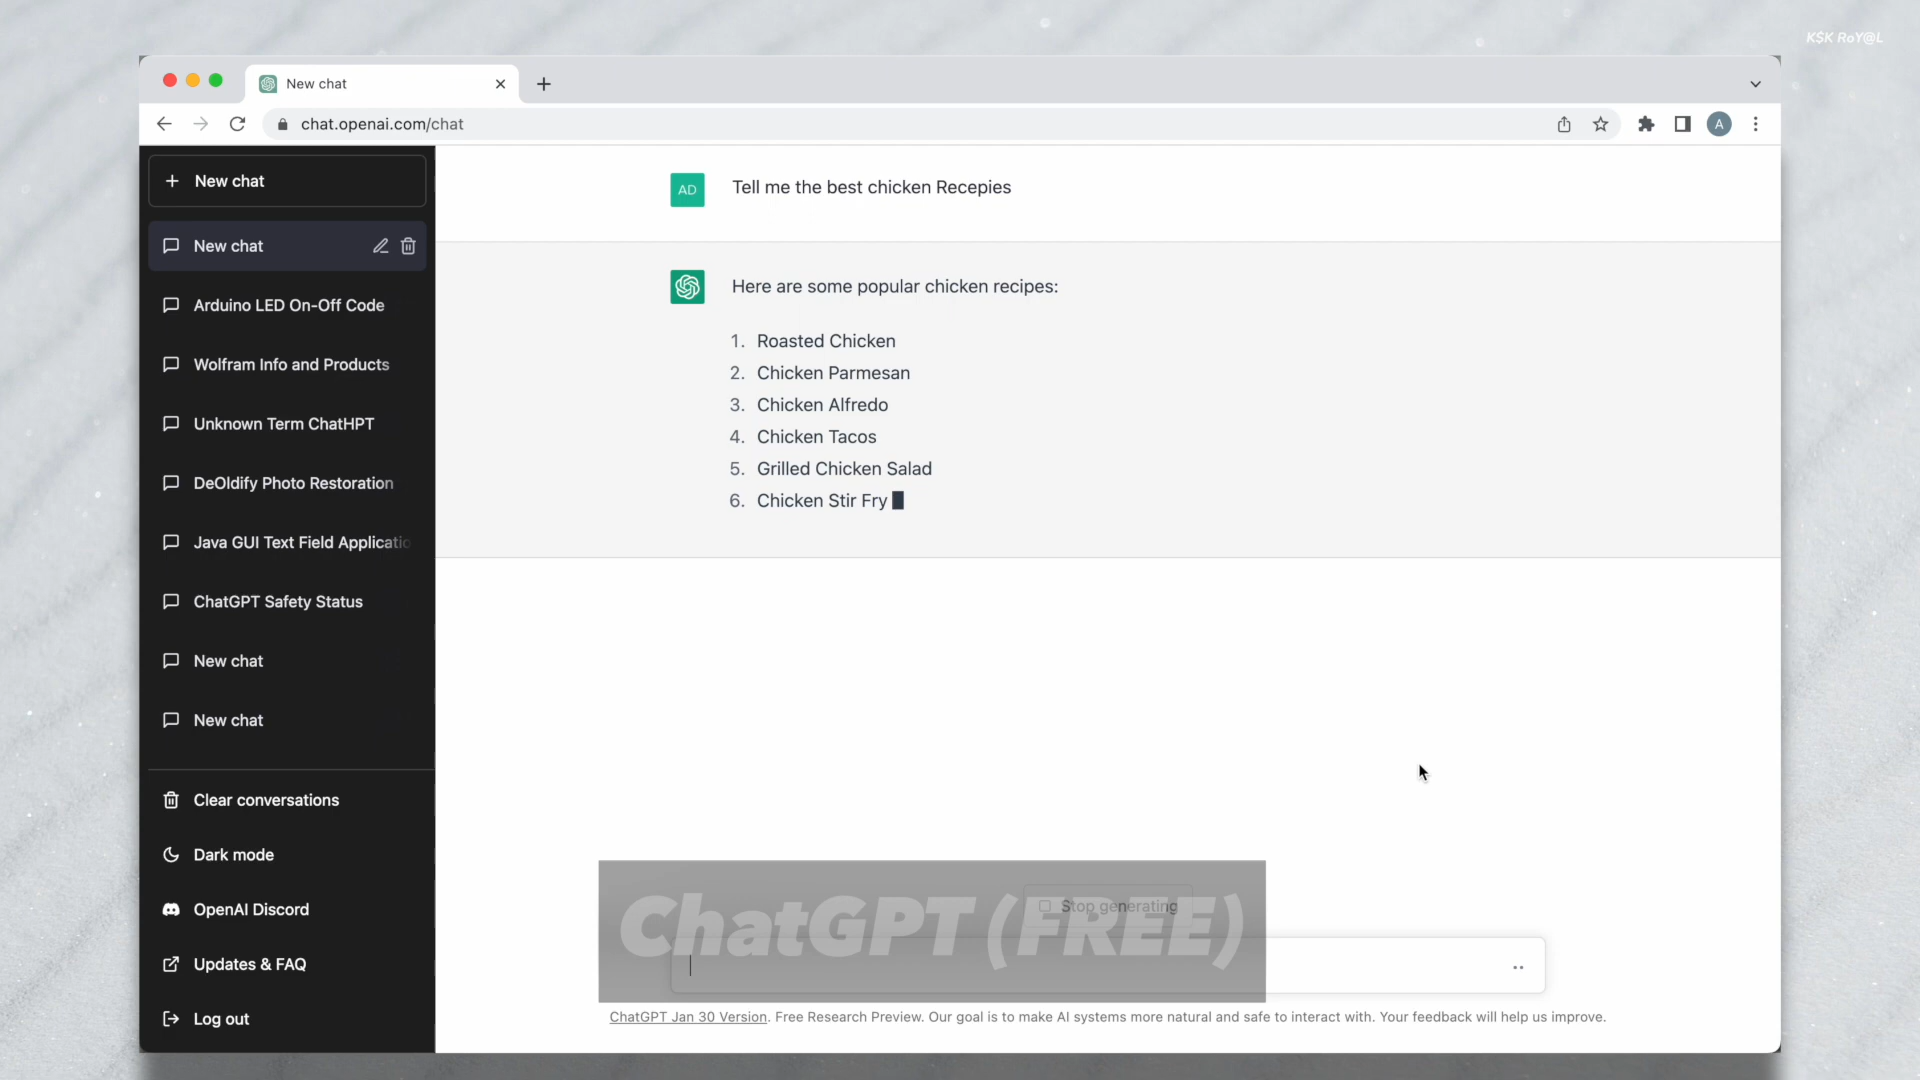 K$K RoY@L
New chat
chat.openai.com/chat
A
New chat
New chat
Arduino LED On-Off Code
Wolfram Info and Products
Unknown Term ChatHPT
DeOldify Photo Restoration
Java GUI Text Field Applicatio
ChatGPT Safety Status
New chat
New chat
Clear conversations
Dark mode
OpenAI Discord
Updates & FAQ
Log out
AD
Tell me the best chicken Recepies
Here are some popular chicken recipes:
1. Roasted Chicken
2. Chicken Parmesan
3. Chicken Alfredo
4. Chicken Tacos
5. Grilled Chicken Salad
6. Chicken Stir Fry
Stop generating
ChatGPT (FREE)
ChatGPT Jan 30 Version. Free Research Preview. Our goal is to make AI systems more natural and safe to interact with. Your feedback will help us improve.